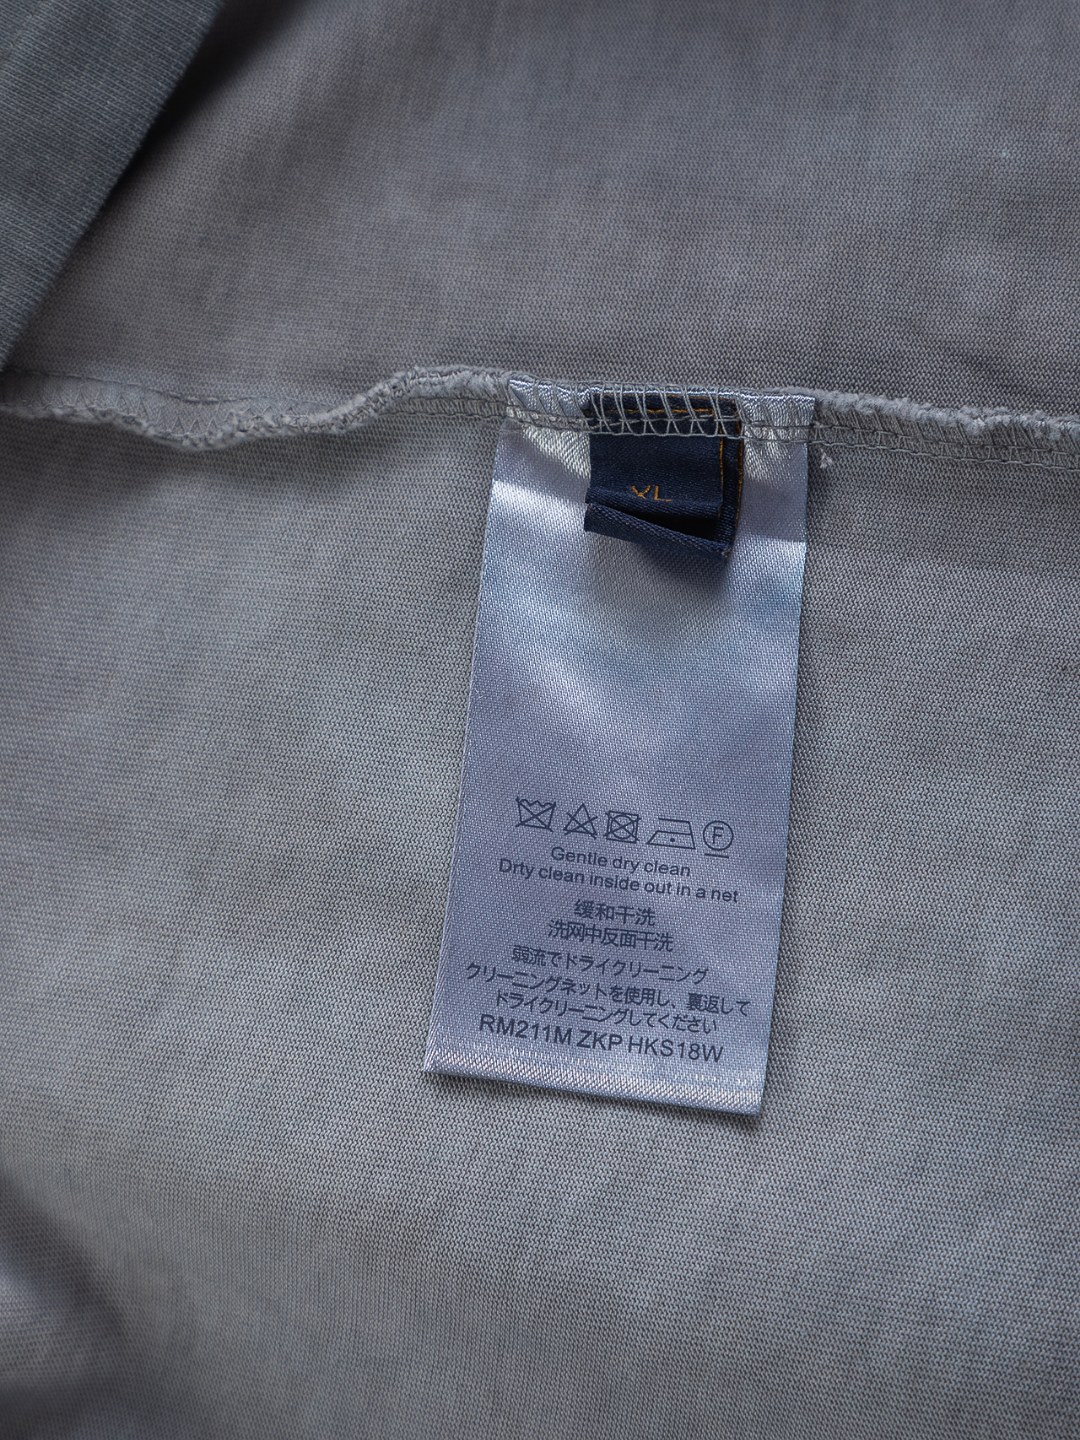 XL
F
Gentle dry clean
Drty clean inside out in a net
缓和干洗
洗网中反面干洗
弱流でドライクリーニング
クリーニングネットを使用し、裏返して
ドライクリーニングしてください
RM211M ZKP HKS18W